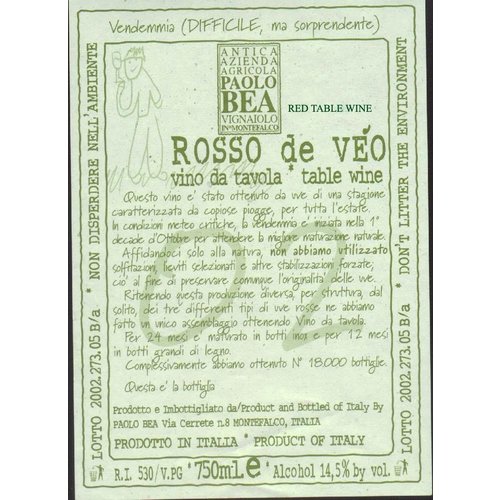 Vendemmia (DIFFICILE, ma sorprendente)
ANTICA
AZIENDA
AGRICOLA
PAOLO
BEA
VIGNAIOLO
IN MONTEFALCO
RED TABLE WINE
ROSSO de VÉO
vino da tavola * table wine
Questo vino e' stato ottenuto da uve di una stagione
caratterizzata da copiose piogge, per tutta l'estate.
In condizioni meteo critiche, la vendemmia e' iniziata nella 1°
decade d'Ottobre per attendere la migliore maturazione naturale.
Affidandoci solo alla natura, non abbiamo utilizzato
solfitazioni, lieviti selezionati e altre stabilizzazioni forzate,
cio' al fine di preservare comunque l'originalità delle uve.
Ritenendo questa produzione diversa, per struttura, dal
solito, dei tre differenti tipi di uve rosse ne abbiamo
fatto un unico assemblaggio ottenendo Vino da tavola.
Per 24 mesi è maturato in botti inox e per 12 mesi
in botti grandi di legno.
Complessivamente abbiamo ottenuto N° 18.000 bottiglie.
Questa e' la bottiglia
02
Prodotto e Imbottigliato da/Product and Bottled of Italy By
PAOLO BEA Via Cerrete n.8 MONTEFALCO, ITALIA
PRODOTTO IN ITALIA * PRODUCT OF ITALY
R.I. 530/V.PG * 750mL e * Alcohol 14,5% by vol.
LOTTO 2002.273.05 B/a * NON DISPERDERE NELL'AMBIENTE
LOTTO 2002.273.05 B/a * DON'T LITTER THE ENVIRONMENT